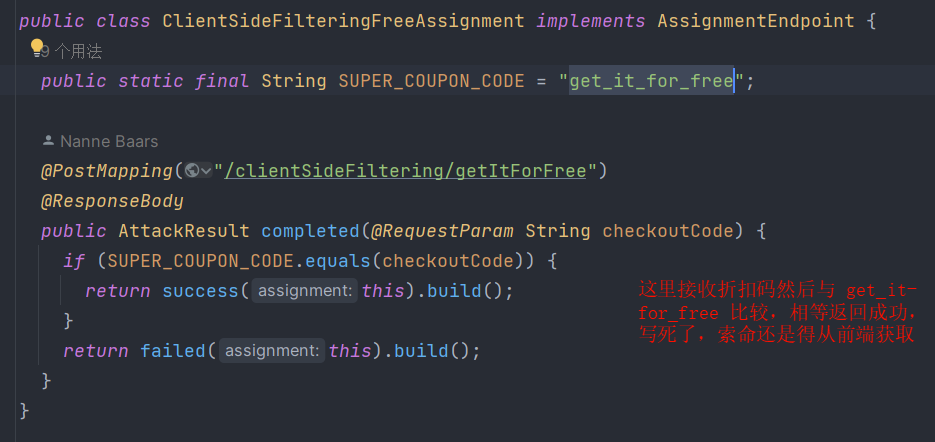 public class ClientSideFilteringFreeAssignment implements AssignmentEndpoint {
9 个用法
public static final String SUPER_COUPON_CODE = "get_it_for_free";
Nanne Baars
@PostMapping("/clientSideFiltering/getItForFree")
@ResponseBody
public AttackResult completed(@RequestParam String checkoutCode) {
if (SUPER_COUPON_CODE.equals(checkoutCode)) {
return success(assignment: this).build();
}
return failed(assignment: this).build();
}
}
这里接收折扣码然后与 get_it-
for_free 比较，相等返回成功，
写死了，索命还是得从前端获取